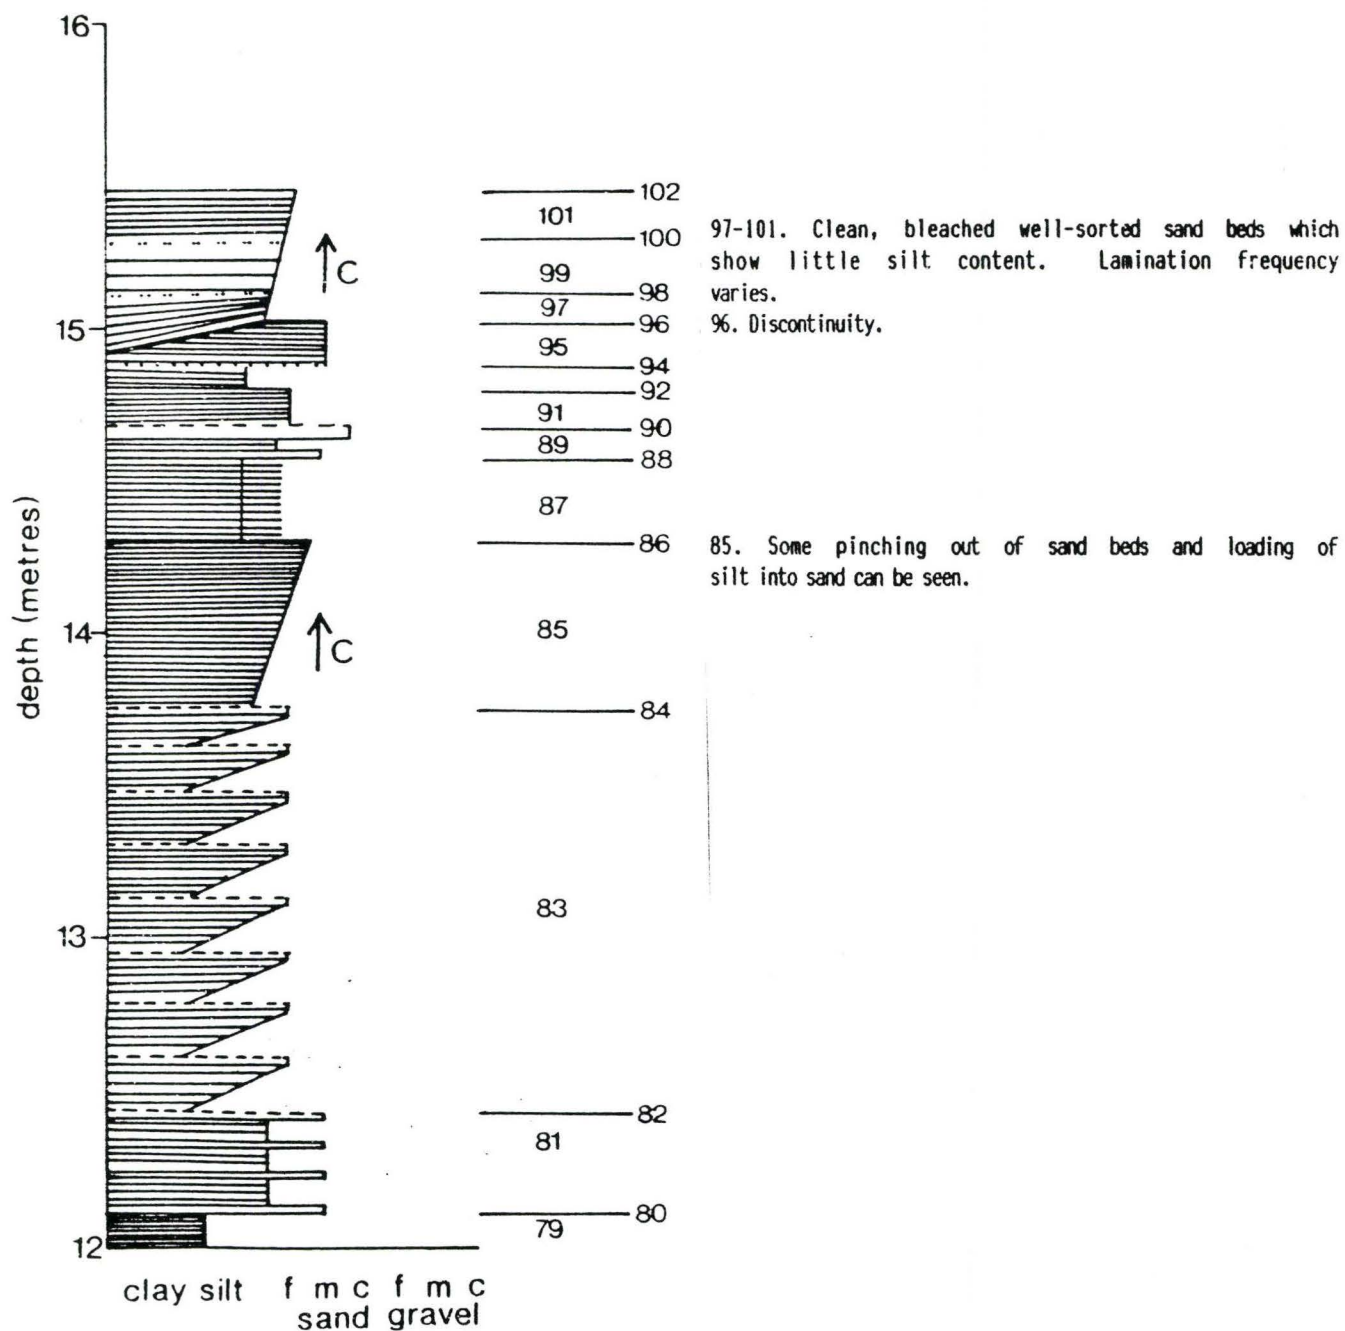 16
15
14
13
12
depth (metres)
102
101
100
99
98
97
96
95
94
92
91
90
89
88
87
86
85
84
83
82
81
80
79
C
C
97-101. Clean, bleached well-sorted sand beds which
show little silt content. Lamination frequency
varies.
96. Discontinuity.
85. Some pinching out of sand beds and loading of
silt into sand can be seen.
clay silt f m c f m c
sand gravel